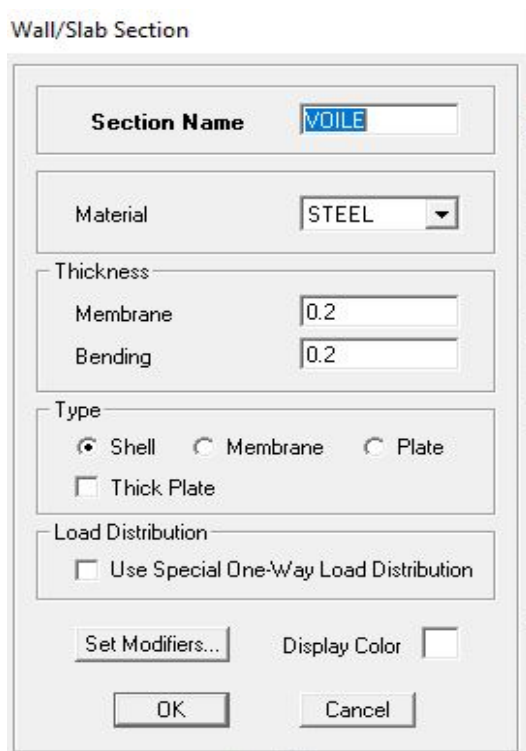 Wall/Slab Section
Section Name VOILE
Material STEEL
Thickness
Membrane 0.2
Bending 0.2
Type
Shell Membrane Plate
Thick Plate
Load Distribution
Use Special One-Way Load Distribution
Set Modifiers... Display Color
OK Cancel